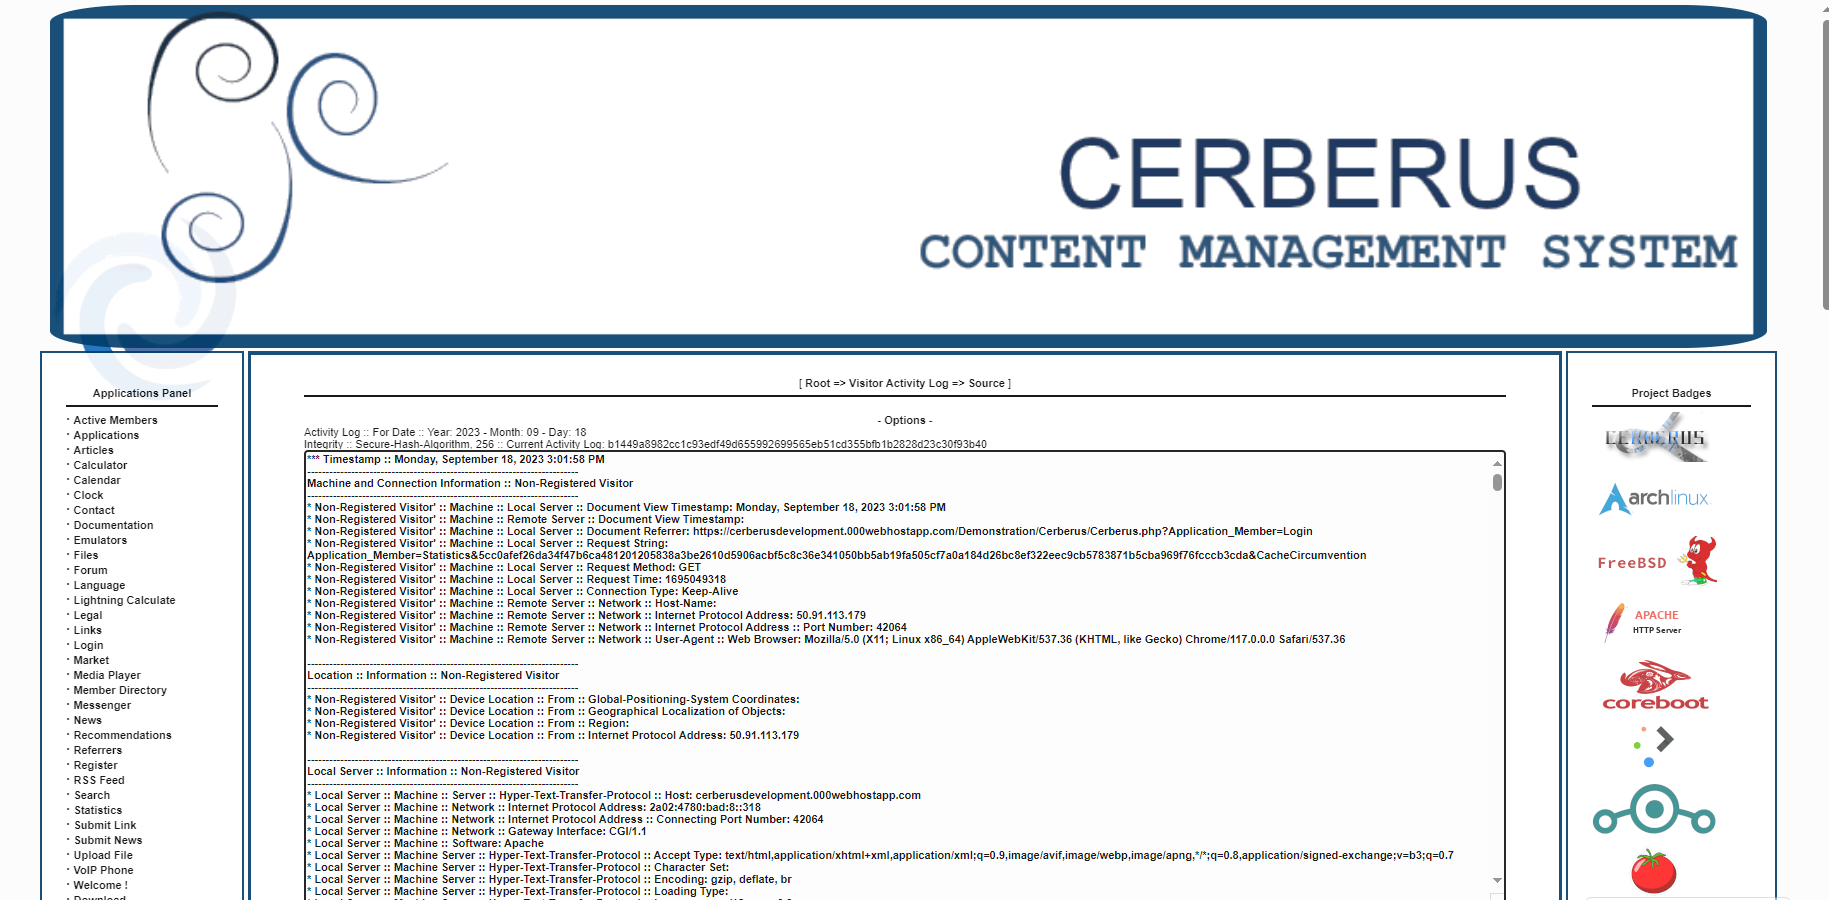 CERBERUS
CONTENT MANAGEMENT SYSTEM
Applications Panel
· Active Members
· Applications
· Articles
· Calculator
· Calendar
· Clock
· Contact
· Documentation
· Emulators
· Files
· Forum
· Language
· Lightning Calculate
· Legal
· Links
· Login
· Market
· Media Player
· Member Directory
· Messenger
· News
· Recommendations
· Referrers
· Register
· RSS Feed
· Search
· Statistics
· Submit Link
· Submit News
· Upload File
· VoIP Phone
· Welcome !
· Download
[ Root => Visitor Activity Log => Source ]
- Options -
Activity Log :: For Date :: Year: 2023 - Month: 09 - Day: 18
Integrity :: Secure-Hash-Algorithm, 256 :: Current Activity Log: b1449a8982cc1c93edf49d655992699565eb51cd355bfb1b2828d23c30f93b40
*** Timestamp :: Monday, September 18, 2023 3:01:58 PM
---------------------------------------------------------------------------
Machine and Connection Information :: Non-Registered Visitor
---------------------------------------------------------------------------
* Non-Registered Visitor' :: Machine :: Local Server :: Document View Timestamp: Monday, September 18, 2023 3:01:58 PM
* Non-Registered Visitor' :: Machine :: Remote Server :: Document View Timestamp:
* Non-Registered Visitor' :: Machine :: Local Server :: Document Referrer: https://cerberusdevelopment.000webhostapp.com/Demonstration/Cerberus/Cerberus.php?Application_Member=Login
* Non-Registered Visitor' :: Machine :: Local Server :: Request String:
Application_Member=Statistics&5cc0afef26da34f47b6ca481201205838a3be2610d5906acbf5c8c36e341050bb5ab19fa505cf7a0a184d26bc8ef322eec9cb5783871b5cba969f76fcccb3cda&CacheCircumvention
* Non-Registered Visitor' :: Machine :: Local Server :: Request Method: GET
* Non-Registered Visitor' :: Machine :: Local Server :: Request Time: 1695049318
* Non-Registered Visitor' :: Machine :: Local Server :: Connection Type: Keep-Alive
* Non-Registered Visitor' :: Machine :: Remote Server :: Network :: Host-Name:
* Non-Registered Visitor' :: Machine :: Remote Server :: Network :: Internet Protocol Address: 50.91.113.179
* Non-Registered Visitor' :: Machine :: Remote Server :: Network :: Internet Protocol Address :: Port Number: 42064
* Non-Registered Visitor' :: Machine :: Remote Server :: Network :: User-Agent :: Web Browser: Mozilla/5.0 (X11; Linux x86_64) AppleWebKit/537.36 (KHTML, like Gecko) Chrome/117.0.0.0 Safari/537.36
---------------------------------------------------------------------------
Location :: Information :: Non-Registered Visitor
---------------------------------------------------------------------------
* Non-Registered Visitor' :: Device Location :: From :: Global-Positioning-System Coordinates:
* Non-Registered Visitor' :: Device Location :: From :: Geographical Localization of Objects:
* Non-Registered Visitor' :: Device Location :: From :: Region:
* Non-Registered Visitor' :: Device Location :: From :: Internet Protocol Address: 50.91.113.179
---------------------------------------------------------------------------
Local Server :: Information :: Non-Registered Visitor
---------------------------------------------------------------------------
* Local Server :: Machine :: Server :: Hyper-Text-Transfer-Protocol :: Host: cerberusdevelopment.000webhostapp.com
* Local Server :: Machine :: Network :: Internet Protocol Address: 2a02:4780:bad:8::318
* Local Server :: Machine :: Network :: Internet Protocol Address :: Connecting Port Number: 42064
* Local Server :: Machine :: Network :: Gateway Interface: CGI/1.1
* Local Server :: Machine :: Software: Apache
* Local Server :: Machine Server :: Hyper-Text-Transfer-Protocol :: Accept Type: text/html,application/xhtml+xml,application/xml;q=0.9,image/avif,image/webp,image/apng,*/*;q=0.8,application/signed-exchange;v=b3;q=0.7
* Local Server :: Machine Server :: Hyper-Text-Transfer-Protocol :: Character Set:
* Local Server :: Machine Server :: Hyper-Text-Transfer-Protocol :: Encoding: gzip, deflate, br
* Local Server :: Machine Server :: Hyper-Text-Transfer-Protocol :: Loading Type:
Project Badges
CERBERUS
archlinux
FreeBSD
APACHE
HTTP Server
coreboot